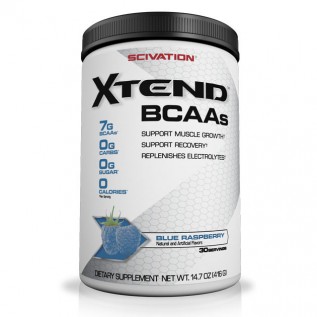 SCIVATION®
XTEND®
BCAAs
7G
BCAAs
0G
CARBS
0G
SUGAR
0
CALORIES
SUPPORT MUSCLE GROWTH
SUPPORT RECOVERY
REPLENISHES ELECTROLYTES
BLUE RASPBERRY
Natural and Artificial Flavors
30 SERVINGS
DIETARY SUPPLEMENT NET WT. 14.7 OZ (416 G)